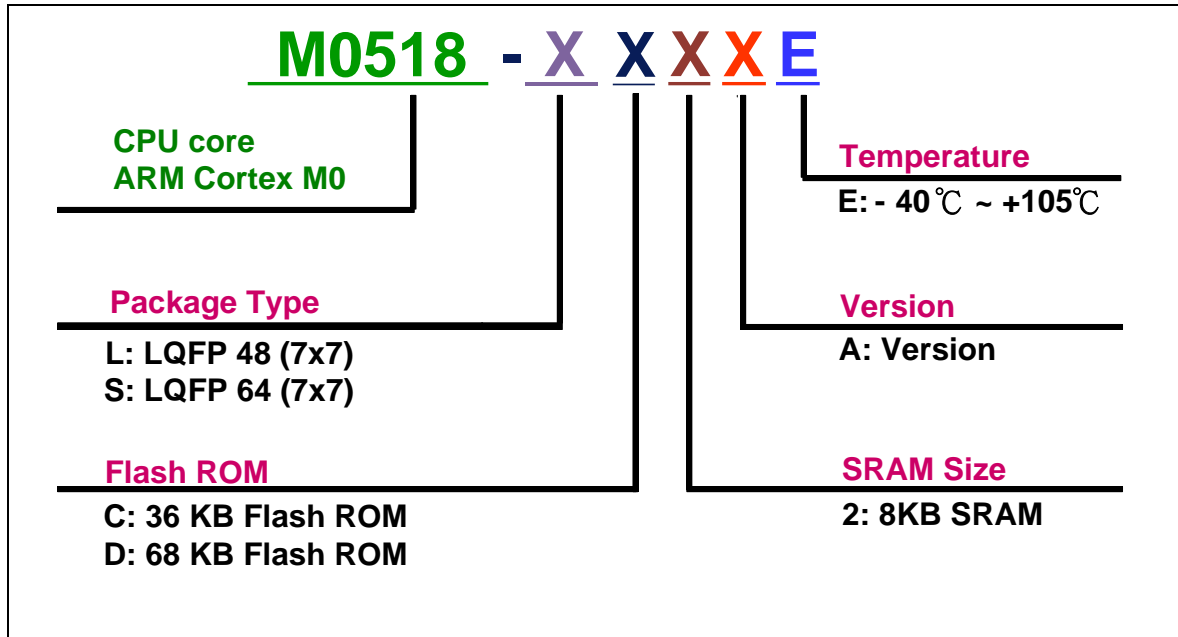 M0518 - X X X X E
CPU core
ARM Cortex M0
Temperature
E: - 40℃ ~ +105℃
Package Type
L: LQFP 48 (7x7)
S: LQFP 64 (7x7)
Version
A: Version
Flash ROM
C: 36 KB Flash ROM
D: 68 KB Flash ROM
SRAM Size
2: 8KB SRAM